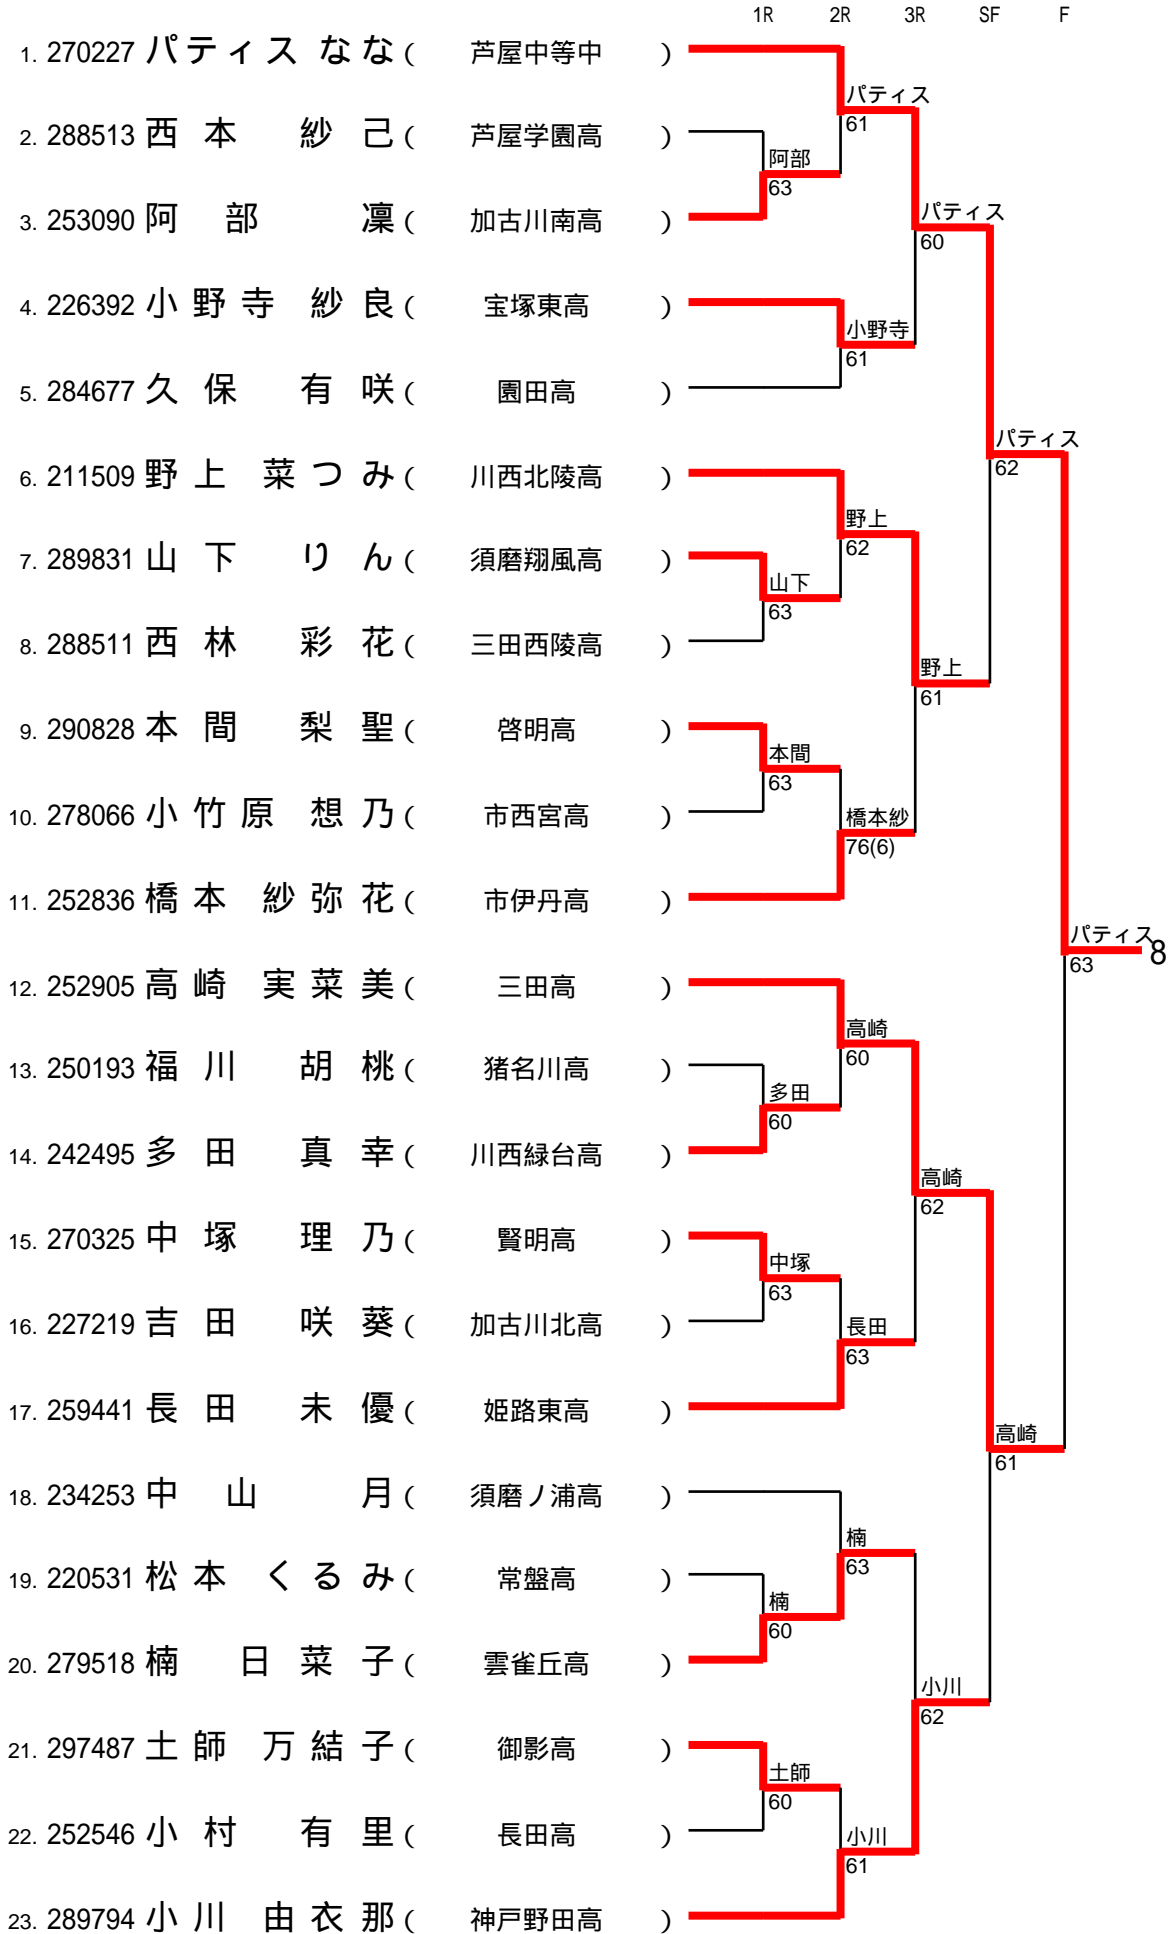 1R 2R 3R SF F
1. 270227 パティス なな ( 芦屋中等中 )
パティス
61
2. 288513 西本 紗己 ( 芦屋学園高 )
阿部
63
3. 253090 阿部 凜 ( 加古川南高 )
パティス
60
4. 226392 小野寺 紗良 ( 宝塚東高 )
小野寺
61
5. 284677 久保 有咲 ( 園田高 )
パティス
62
6. 211509 野上 菜つみ ( 川西北陵高 )
野上
62
7. 289831 山下 りん ( 須磨翔風高 )
山下
63
8. 288511 西林 彩花 ( 三田西陵高 )
野上
61
9. 290828 本間 梨聖 ( 啓明高 )
本間
63
10. 278066 小竹原 想乃 ( 市西宮高 )
橋本紗
76(6)
11. 252836 橋本 紗弥花 ( 市伊丹高 )
パティス 8
63
12. 252905 高崎 実菜美 ( 三田高 )
高崎
60
13. 250193 福川 胡桃 ( 猪名川高 )
多田
60
14. 242495 多田 真幸 ( 川西緑台高 )
高崎
62
15. 270325 中塚 理乃 ( 賢明高 )
中塚
63
16. 227219 吉田 咲葵 ( 加古川北高 )
長田
63
17. 259441 長田 未優 ( 姫路東高 )
高崎
61
18. 234253 中山 月 ( 須磨ノ浦高 )
楠
63
19. 220531 松本 くるみ ( 常盤高 )
楠
60
20. 279518 楠 日菜子 ( 雲雀丘高 )
小川
62
21. 297487 土師 万結子 ( 御影高 )
土師
60
22. 252546 小村 有里 ( 長田高 )
小川
61
23. 289794 小川 由衣那 ( 神戸野田高 )